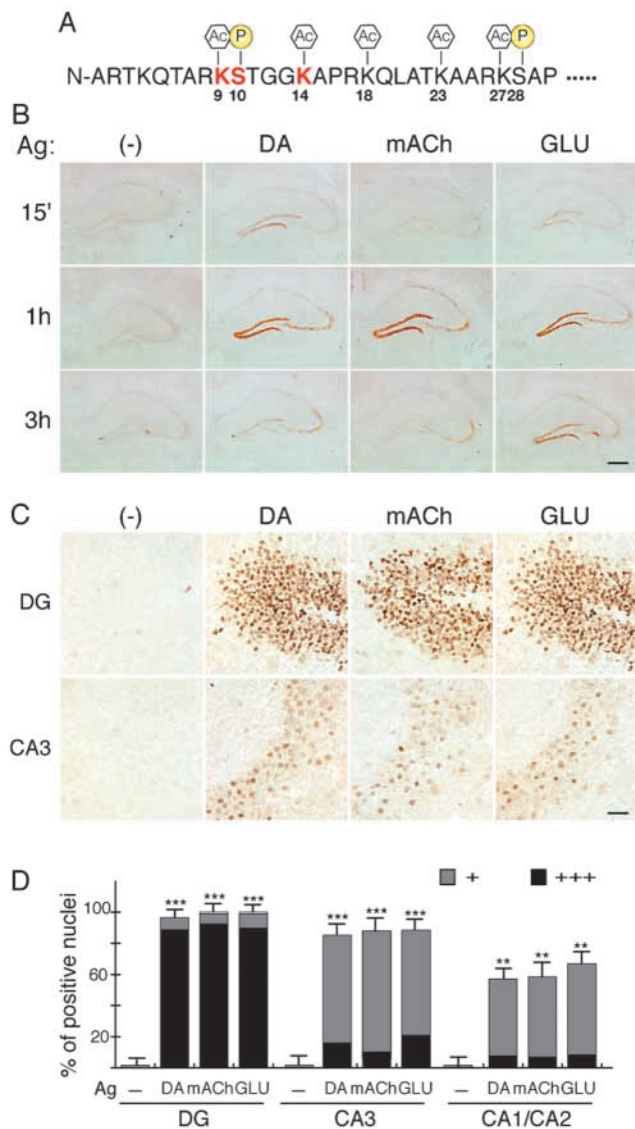 A
Ac P Ac Ac Ac Ac P
N-ARTKQTARKSTGGKAPRKQLATKAARKSAP .....
9 10 14 18 23 27 28
B
Ag: (-) DA mACh GLU
15'
1h
3h
C
(-) DA mACh GLU
DG
CA3
D
+ +++
*** *** *** *** *** *** ** ** **
100
60
20
% of positive nuclei
Ag — DA mACh GLU — DA mACh GLU — DA mACh GLU
DG CA3 CA1/CA2